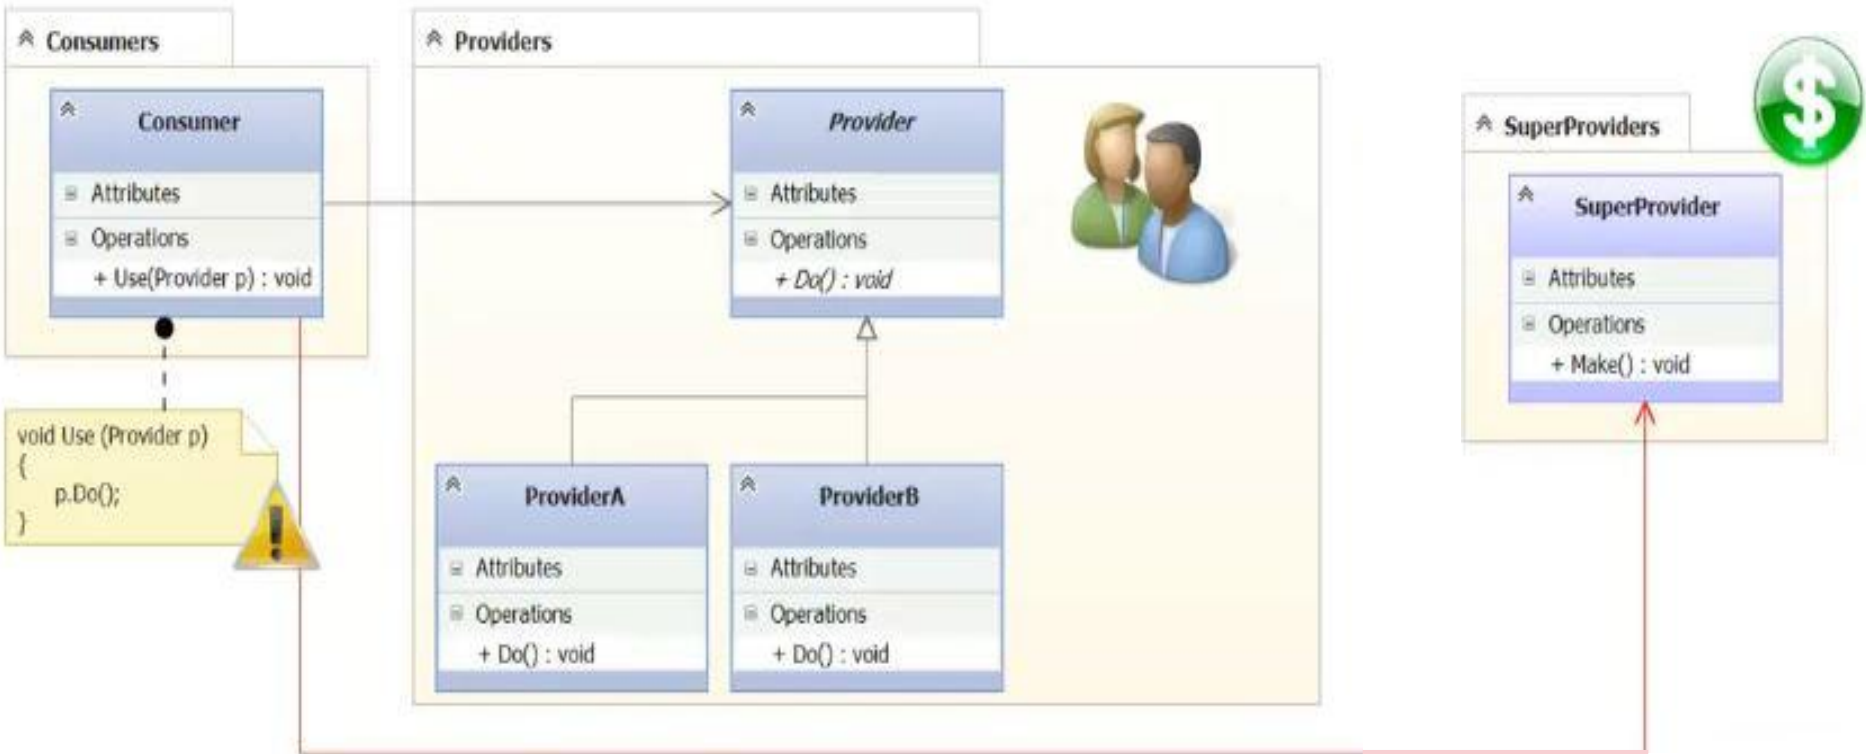 Consumers
Consumer
Attributes
Operations
+ Use(Provider p) : void
void Use (Provider p)
{
p.Do();
}
Providers
Provider
Attributes
Operations
+ Do() : void
ProviderA
Attributes
Operations
+ Do() : void
ProviderB
Attributes
Operations
+ Do() : void
SuperProviders
$
SuperProvider
Attributes
Operations
+ Make() : void